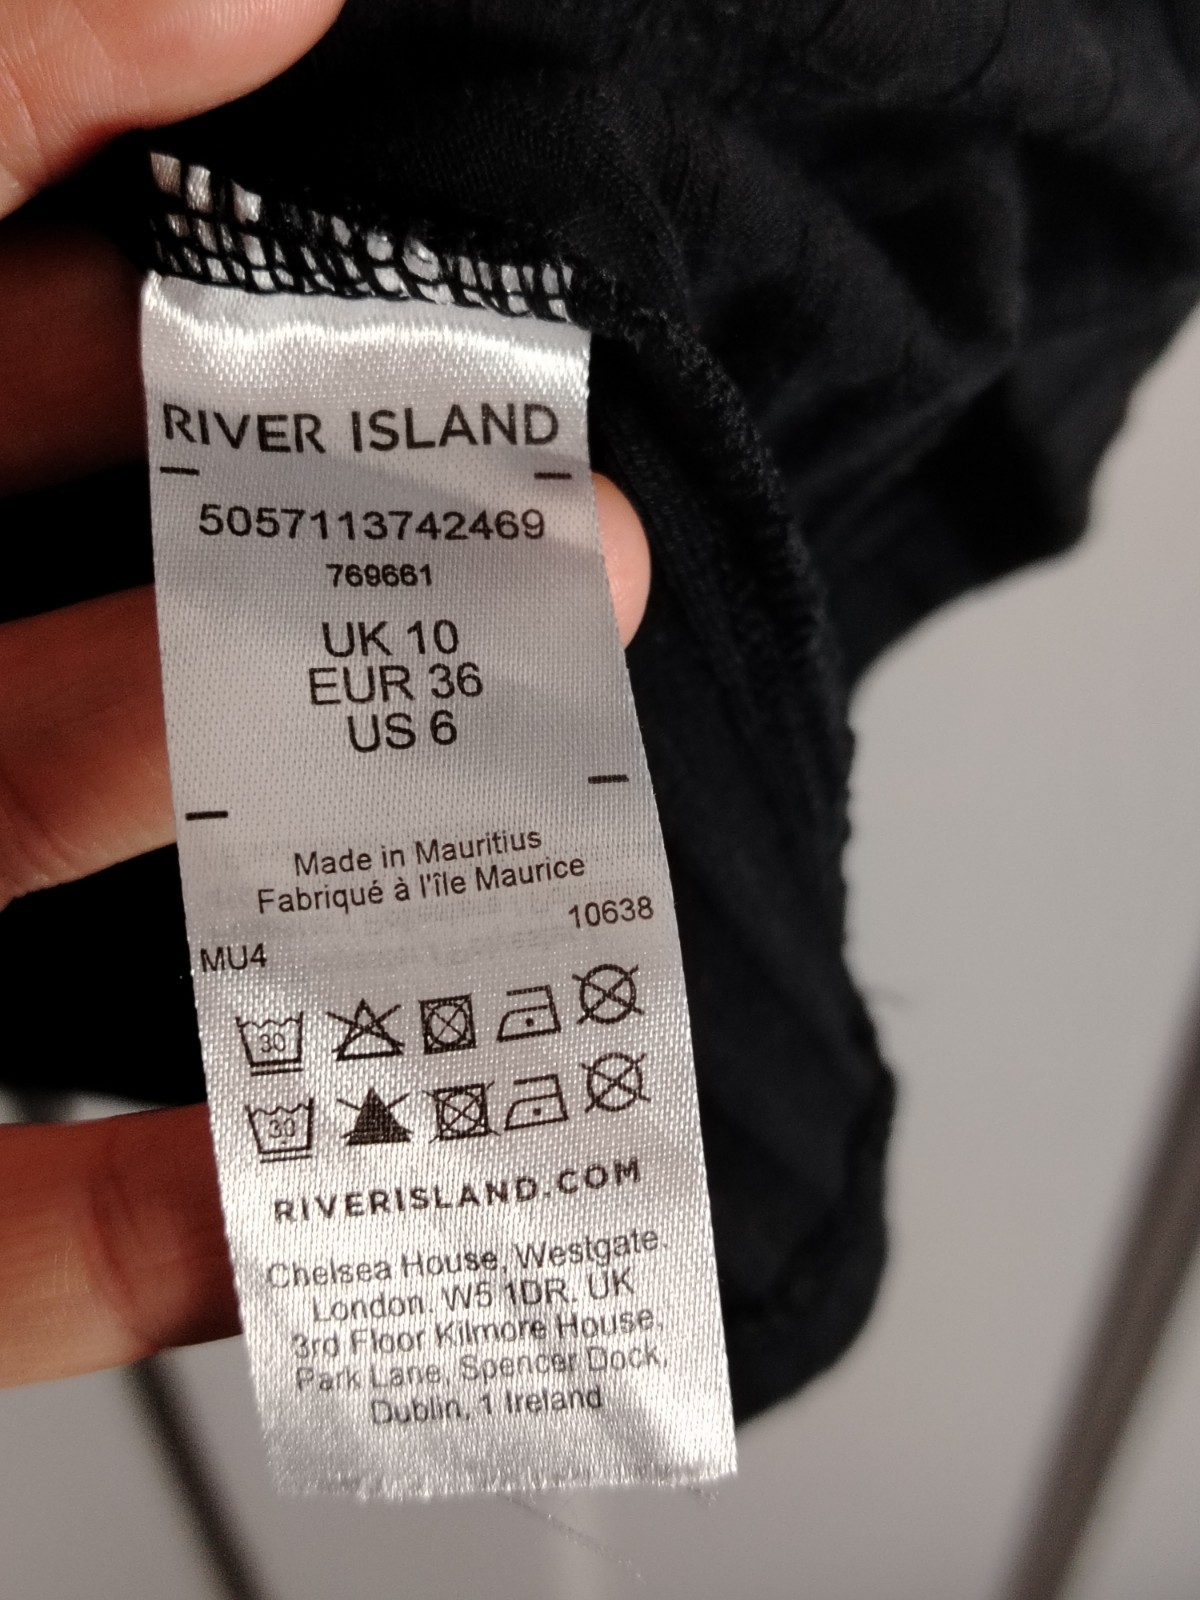 RIVER ISLAND
5057113742469
769661
UK 10
EUR 36
US 6
Made in Mauritius
Fabriqué à l'île Maurice
10638
MU4
30
30
RIVERISLAND.COM
Chelsea House, Westgate,
London. W5 1DR. UK
3rd Floor Kilmore House,
Park Lane, Spencer Dock,
Dublin, 1 Ireland